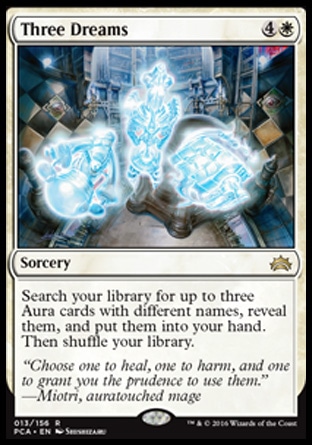 Three Dreams 4
Sorcery
Search your library for up to three
Aura cards with different names, reveal
them, and put them into your hand.
Then shuffle your library.
“Choose one to heal, one to harm, and one
to grant you the prudence to use them.”
—Miotri, auratouched mage
013/156 R
PCA • EN SHISHIZARU
™ & © 2016 Wizards of the Coast